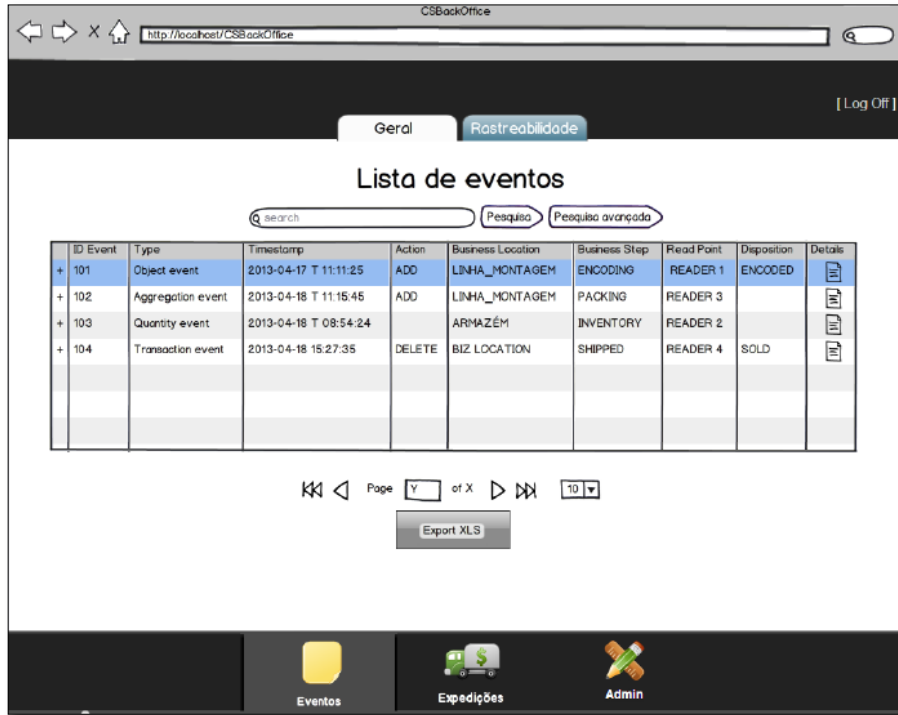 CSBackOffice
http://localhost/CSBackOffice
[ Log Off ]
Geral Rastreabilidade
Lista de eventos
search Pesquisa Pesquisa avançada
ID Event Type Timestamp Action Business Location Business Step Read Point Disposition Details
+ 101 Object event 2013-04-17 T 11:11:25 ADD LINHA_MONTAGEM ENCODING READER 1 ENCODED
+ 102 Aggregation event 2013-04-18 T 11:15:45 ADD LINHA_MONTAGEM PACKING READER 3
+ 103 Quantity event 2013-04-18 T 08:54:24 ARMAZÉM INVENTORY READER 2
+ 104 Transaction event 2013-04-18 15:27:35 DELETE BIZ LOCATION SHIPPED READER 4 SOLD
Page Y of X 10
Export XLS
Eventos Expedições Admin